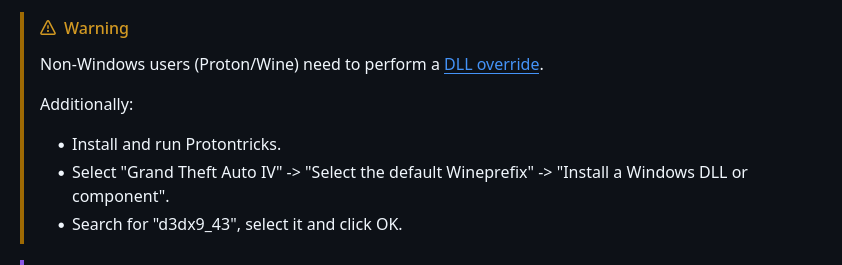 Warning
Non-Windows users (Proton/Wine) need to perform a DLL override.
Additionally:
• Install and run Protontricks.
• Select "Grand Theft Auto IV" -> "Select the default Wineprefix" -> "Install a Windows DLL or
component".
• Search for "d3dx9_43", select it and click OK.